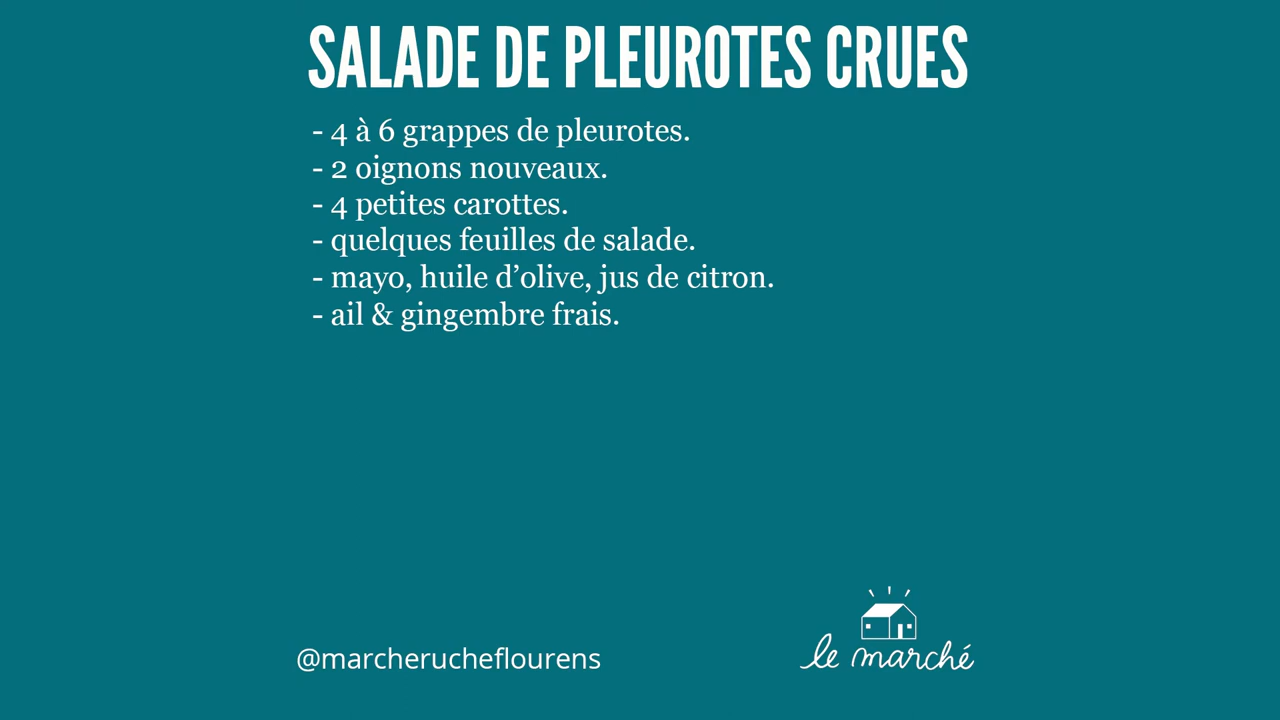 SALADE DE PLEUROTES CRUES
- 4 à 6 grappes de pleurotes.
- 2 oignons nouveaux.
- 4 petites carottes.
- quelques feuilles de salade.
- mayo, huile d’olive, jus de citron.
- ail & gingembre frais.
@marcherucheflourens
le marché